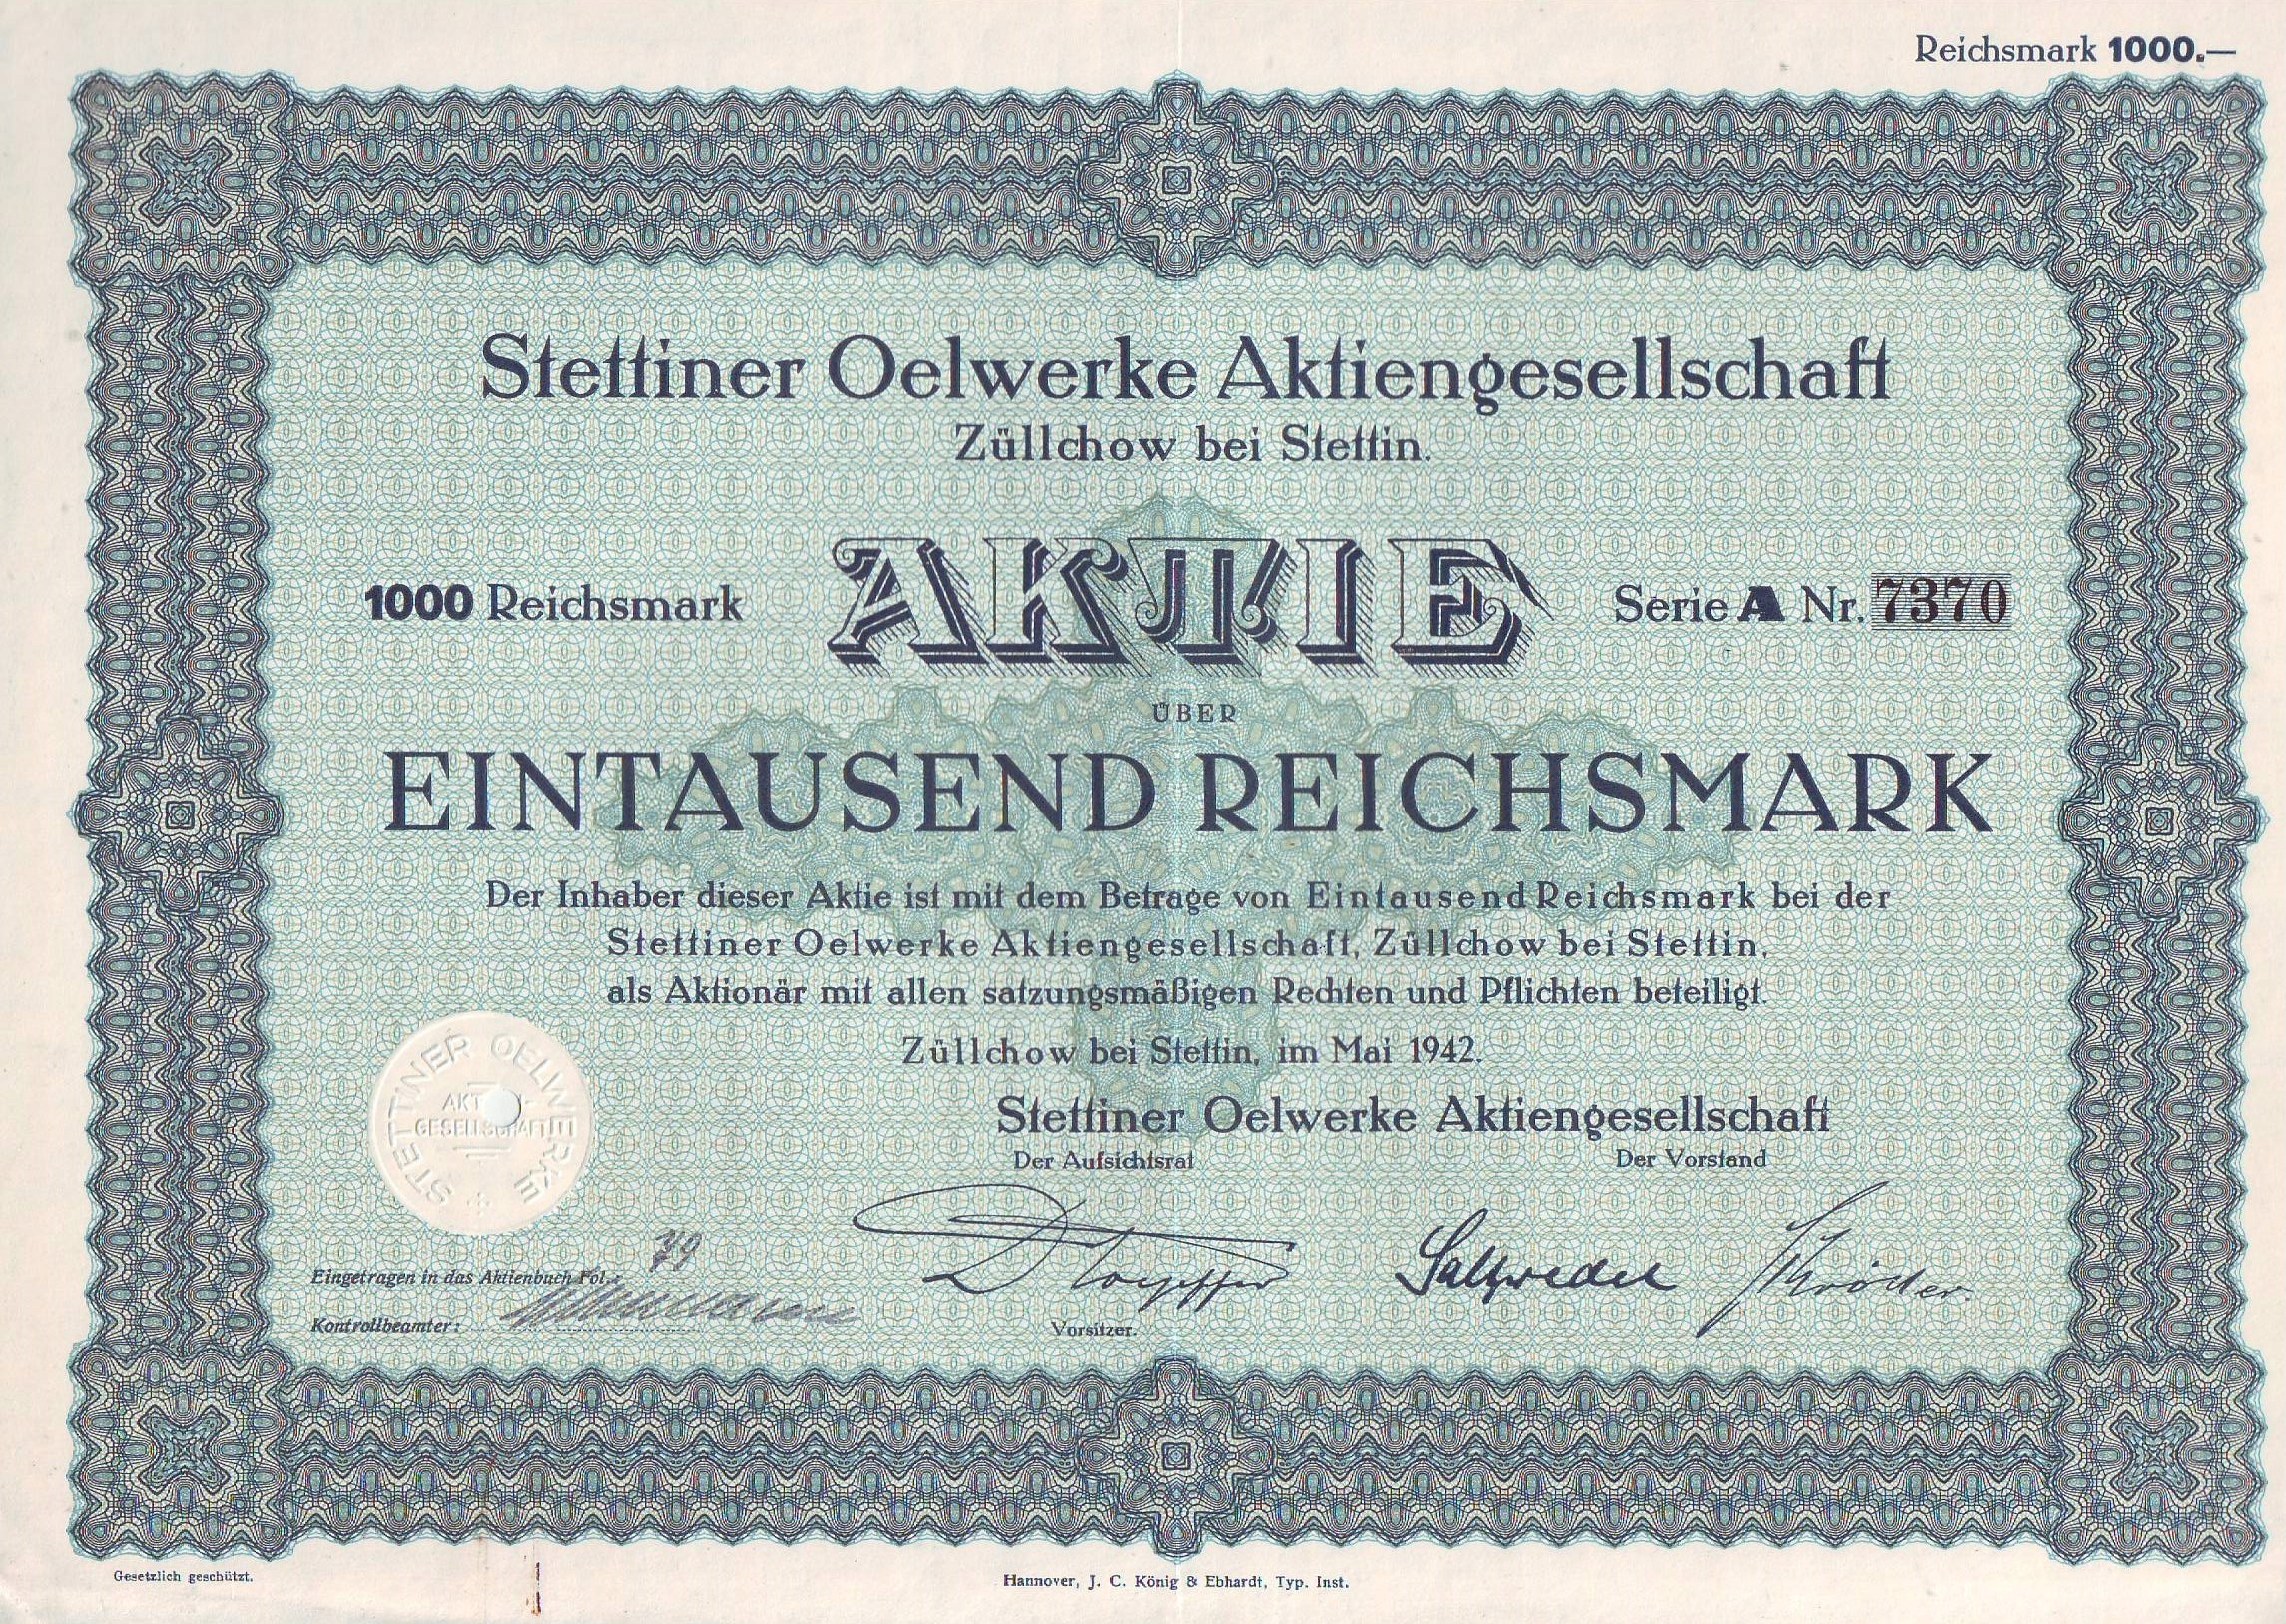 Reichsmark 1000.—
Stettiner Oelwerke Aktiengesellschaft
Züllchow bei Stettin.
1000 Reichsmark AKTIE Serie A Nr. 7370
ÜBER
EINTAUSEND REICHSMARK
Der Inhaber dieser Aktie ist mit dem Betrage von Eintausend Reichsmark bei der
Stettiner Oelwerke Aktiengesellschaft, Züllchow bei Stettin,
als Aktionär mit allen satzungsmäßigen Rechten und Pflichten beteiligt.
Züllchow bei Stettin, im Mai 1942.
Stettiner Oelwerke Aktiengesellschaft
Der Aufsichtsrat Der Vorstand
STETTINER OELWERKE
GESELLSCHAFT
Saltzwedel Schröder
Eingetragen in das Aktienbuch Fol.: 79
Kontrollbeamter:
Vorsitzer.
Gesetzlich geschützt.
Hannover, J. C. König & Ebhardt, Typ. Inst.